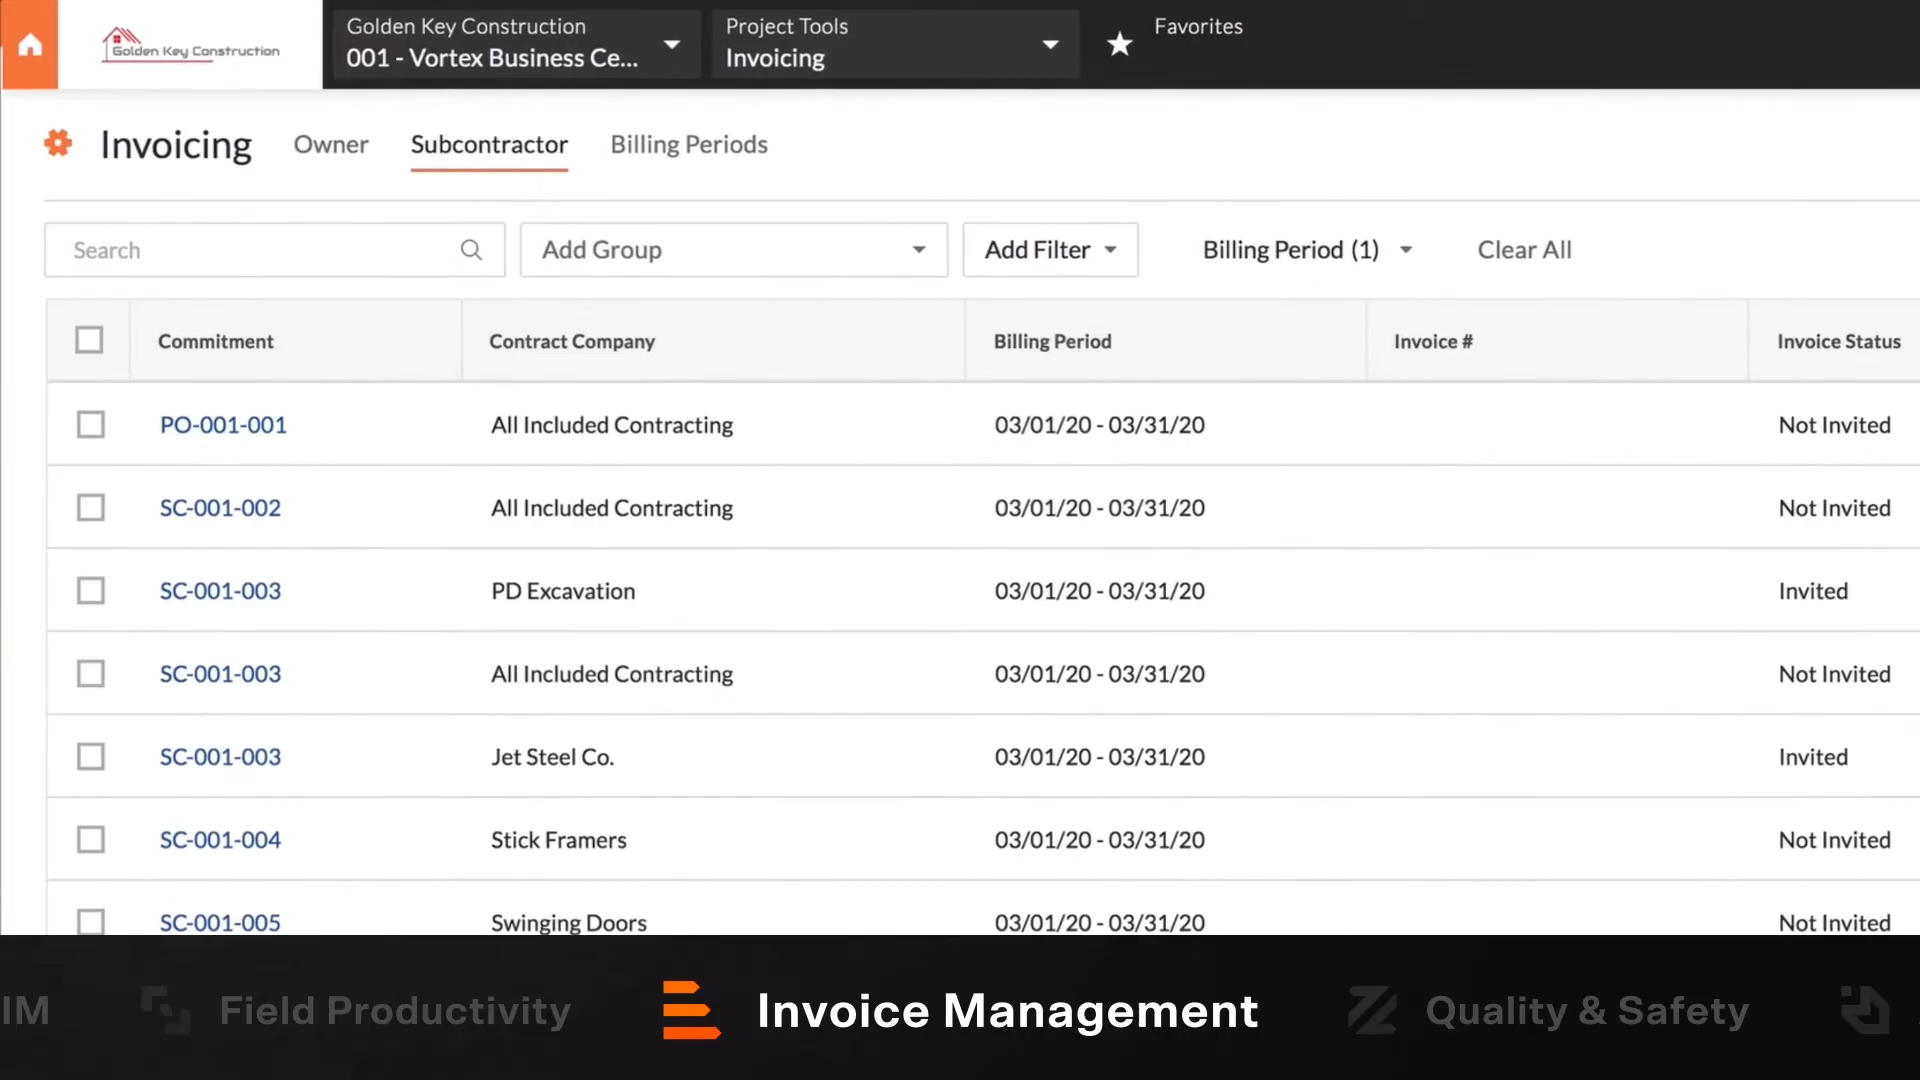 Golden Key Construction
Golden Key Construction
001 - Vortex Business Ce...
Project Tools
Invoicing
Favorites
Invoicing
Owner
Subcontractor
Billing Periods
Search
Add Group
Add Filter
Billing Period (1)
Clear All
Commitment
Contract Company
Billing Period
Invoice #
Invoice Status
PO-001-001
All Included Contracting
03/01/20 - 03/31/20
Not Invited
SC-001-002
All Included Contracting
03/01/20 - 03/31/20
Not Invited
SC-001-003
PD Excavation
03/01/20 - 03/31/20
Invited
SC-001-003
All Included Contracting
03/01/20 - 03/31/20
Not Invited
SC-001-003
Jet Steel Co.
03/01/20 - 03/31/20
Invited
SC-001-004
Stick Framers
03/01/20 - 03/31/20
Not Invited
SC-001-005
Swinging Doors
03/01/20 - 03/31/20
Not Invited
IM
Field Productivity
Invoice Management
Quality & Safety